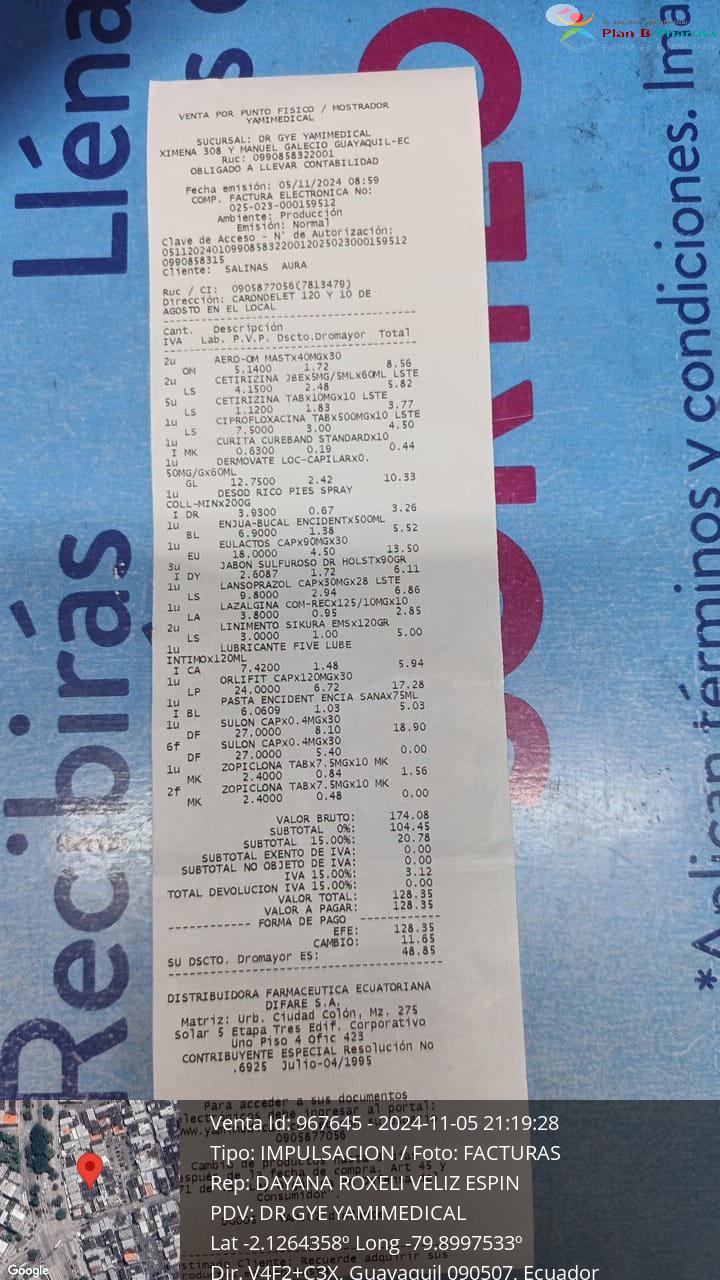 Plan B
VENTA POR PUNTO FISICO / MOSTRADOR
YAMIMEDICAL
SUCURSAL: DR GYE YAMIMEDICAL
XIMENA 308 Y MANUEL GALECIO GUAYAQUIL-EC
Ruc: 0990858322001
OBLIGADO A LLEVAR CONTABILIDAD
Fecha emisión: 05/11/2024 08:59
COMP. FACTURA ELECTRONICA No:
025-023-000159512
Ambiente: Producción
Emisión: Normal
Clave de Acceso - N° de Autorización:
051120240109908583220012025023000159512
0990858315
Cliente: SALINAS AURA
Ruc / CI: 0905877056(7813479)
Dirección: CARONDELET 120 Y 10 DE
AGOSTO EN EL LOCAL
Cant. Descripción
IVA Lab. P.V.P. Dscto.Dromayor Total
2u AERO-OM MASTx40MGx30
OM 5.1400 1.72 8.56
2u CETIRIZINA JBEx5MG/5MLx60ML LSTE
LS 4.1500 2.48 5.82
5u CETIRIZINA TABx10MGx10 LSTE
LS 1.1200 1.83 3.77
1u CIPROFLOXACINA TABx500MGx10 LSTE
LS 7.5000 3.00 4.50
1u CURITA CUREBAND STANDARDx10
I MK 0.6300 0.19 0.44
1u DERMOVATE LOC-CAPILARx0.
50MG/Gx60ML
GL 12.7500 2.42 10.33
1u DESOD RICO PIES SPRAY
COLL-MINx200G
I DR 3.9300 0.67 3.26
1u ENJUA-BUCAL ENCIDENTx500ML
BL 6.9000 1.38 5.52
1u EULACTOS CAPx90MGx30
EU 18.0000 4.50 13.50
3u JABON SULFUROSO DR HOLSTx90GR
I DY 2.6087 1.72 6.11
1u LANSOPRAZOL CAPx30MGx28 LSTE
LS 9.8000 2.94 6.86
1u LAZALGINA COM-RECx125/10MGx10
LA 3.8000 0.95 2.85
2u LINIMENTO SIKURA EMSx120GR
LS 3.0000 1.00 5.00
1u LUBRICANTE FIVE LUBE
INTIMOx120ML
I CA 7.4200 1.48 5.94
1u ORLIFIT CAPx120MGx30
LP 24.0000 6.72 17.28
1u PASTA ENCIDENT ENCIA SANAx75ML
I BL 6.0609 1.03 5.03
1u SULON CAPx0.4MGx30
DF 27.0000 8.10 18.90
6f SULON CAPx0.4MGx30
DF 27.0000 5.40 0.00
1u ZOPICLONA TABx7.5MGx10 MK
MK 2.4000 0.84 1.56
2f ZOPICLONA TABx7.5MGx10 MK
MK 2.4000 0.48 0.00
VALOR BRUTO: 174.08
SUBTOTAL 0%: 104.45
SUBTOTAL 15.00%: 20.78
SUBTOTAL EXENTO DE IVA: 0.00
SUBTOTAL NO OBJETO DE IVA: 0.00
IVA 15.00%: 3.12
TOTAL DEVOLUCION IVA 15.00%: 0.00
VALOR TOTAL: 128.35
VALOR A PAGAR: 128.35
FORMA DE PAGO
EFE: 128.35
CAMBIO: 11.65
SU DSCTO. Dromayor ES: 48.85
DISTRIBUIDORA FARMACEUTICA ECUATORIANA
DIFARE S.A.
Matriz: Urb. Ciudad Colón, Mz. 275
Solar 5 Etapa Tres Edif. Corporativo
Uno Piso 4 Ofic 423
CONTRIBUYENTE ESPECIAL Resolución No
.6925 Julio-04/1995
Para acceder a sus documentos
debe ingresar al portal:
0905877056
Lléna
Recibirás
SORTEO
*Aplican términos y condiciones. Ima
Venta Id: 967645 - 2024-11-05 21:19:28
Tipo: IMPULSACION / Foto: FACTURAS
Rep: DAYANA ROXELI VELIZ ESPIN
PDV: DR GYE YAMIMEDICAL
Lat -2.1264358º Long -79.8997533º
Dir. V4F2+C3X, Guayaquil 090507, Ecuador
Google